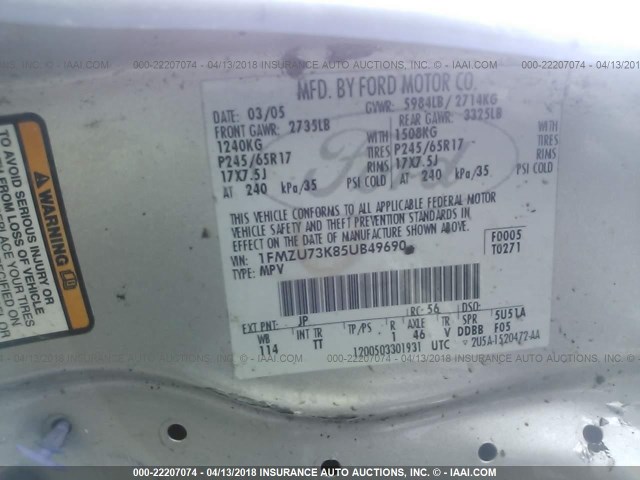 000-22207074 - 04/13/2018 - INSURANCE AUTO AUCTIONS, INC. - © IAAI.COM
MFD. BY FORD MOTOR CO.
DATE: 03/05 GVWR: 5984LB/ 2714KG
FRONT GAWR: 2735LB REAR GAWR: 3325LB
1240KG WITH 1508KG WITH
P245/65R17 TIRES P245/65R17 TIRES
17X7.5J RIMS 17X7.5J RIMS
AT 240 kPa/35 PSI COLD AT 240 kPa/35 PSI COLD
THIS VEHICLE CONFORMS TO ALL APPLICABLE FEDERAL MOTOR
VEHICLE SAFETY AND THEFT PREVENTION STANDARDS IN
EFFECT ON THE DATE OF MANUFACTURE SHOWN ABOVE.
VIN: 1FMZU73K85UB49690 F0005
TYPE: MPV T0271
EXT PNT: JP RC: 56 DSO:
WB INT TR TP/PS R AXLE TR SPR 5U5LA
114 TT 1 46 V DDBB F05
1200503301931 UTC 2U5A-1520472-AA
WARNING
TO AVOID SERIOUS INJURY OR
FROM LOSS OF VEHICLE
REPLACE YOUR TIRES
SPECIFIED ON
000-22207074 - 04/13/2018 - INSURANCE AUTO AUCTIONS, INC. - © IAAI.COM